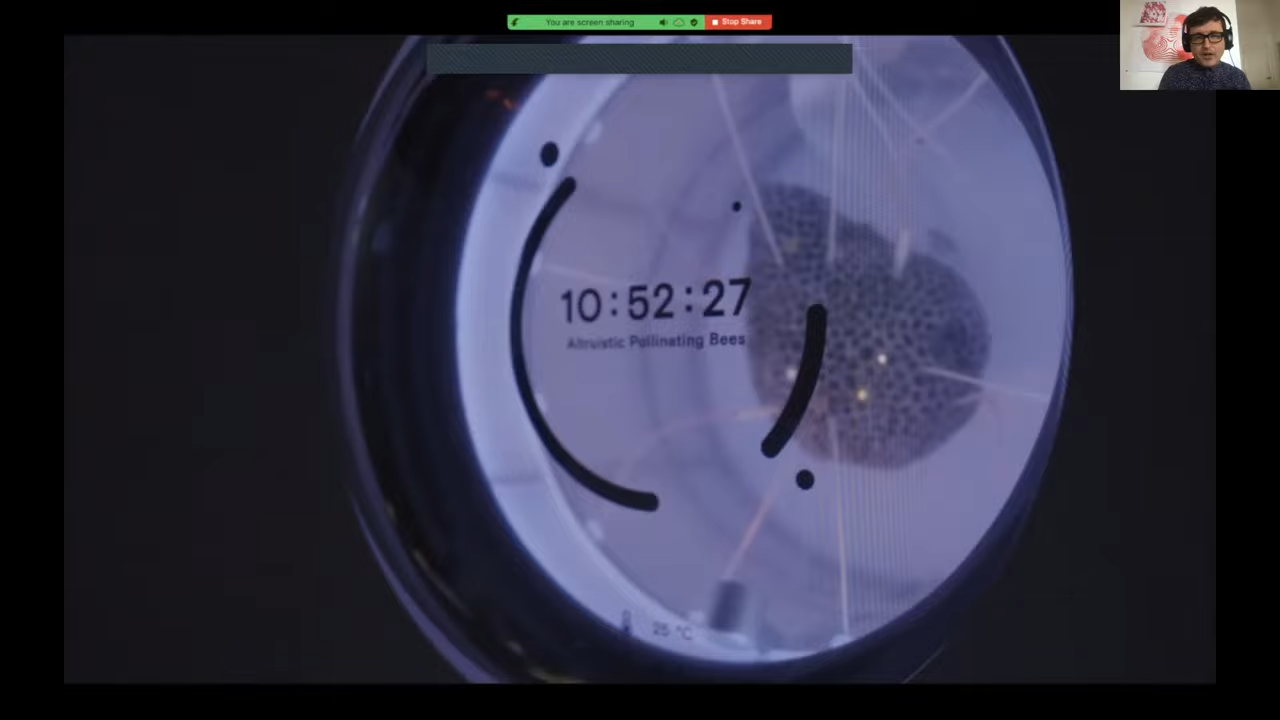 You are screen sharing
Stop Share
10:52:27
Altruistic Pollinating Bees
25 °C